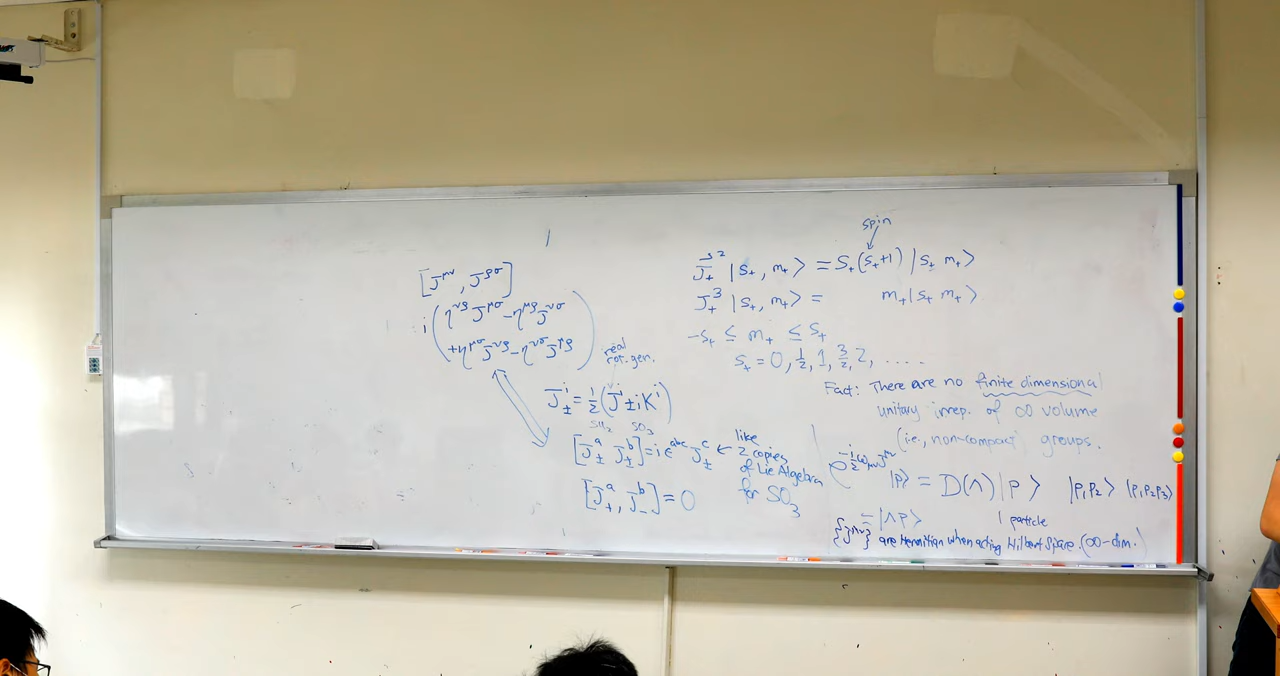 [J^{μν}, J^{ρσ}]
i(η^{νρ}J^{μσ} - η^{μρ}J^{νσ}
+η^{μσ}J^{νρ} - η^{νσ}J^{μρ})
real
rot. gen.
J^i_± = 1/2 (J^i ± iK^i)
SU_2 SO_3
[J^a_± J^b_±] = i ϵ^{abc} J^c_± ← like
2 copies
of Lie Algebra
for SO_3
[J^a_+, J^b_-] = 0
spin
J⃗_+^2 |S_+, m_+> = S_+(S_+ +1) |S_+ m_+>
J_+^3 |S_+, m_+> = m_+ |S_+ m_+>
-S_+ ≤ m_+ ≤ S_+
S_+ = 0, 1/2, 1, 3/2, 2, .....
Fact: There are no finite dimensional
unitary irrep. of ∞ volume
(i.e., non-compact) groups.
e^{-i/2 ω_{μν} J^{μν}} |p> = D(Λ)|p> |p_1 p_2> |p_1 p_2 p_3>
= |Λp> 1 particle
{J^{μν}} are Hermitian when acting Hilbert Space. (∞-dim.)